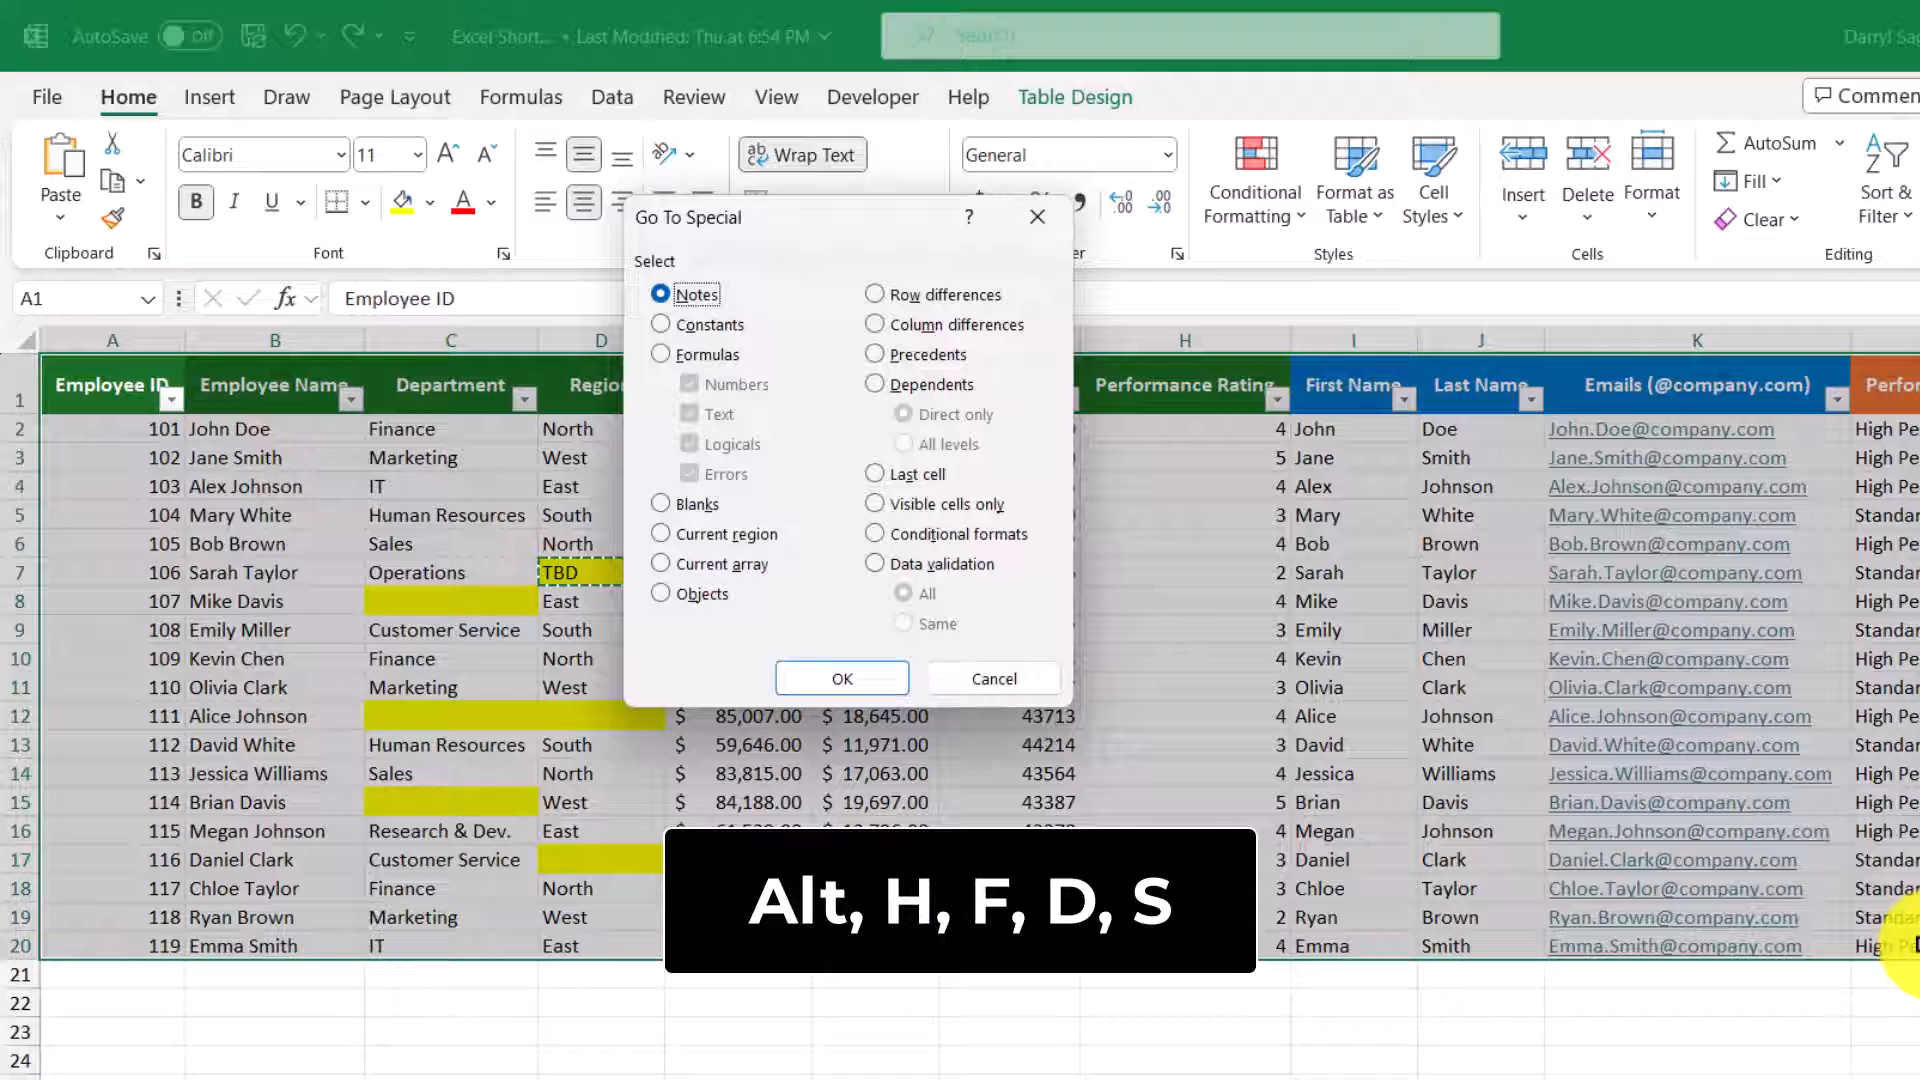 AutoSave Off Excel Short... • Last Modified: Thu at 6:54 PM Search
File Home Insert Draw Page Layout Formulas Data Review View Developer Help Table Design
Calibri 11 Wrap Text General AutoSum
Paste B I U A Conditional Formatting Format as Table Cell Styles Insert Delete Format Fill Sort & Filter
Clear
Clipboard Font Styles Cells Editing
A1 fx Employee ID
Go To Special ?
Select
Notes Row differences
Constants Column differences
Formulas Precedents
Numbers Dependents
Text Direct only
Logicals All levels
Errors Last cell
Blanks Visible cells only
Current region Conditional formats
Current array Data validation
Objects All
Same
OK Cancel
A B C D H I J K
1 Employee ID Employee Name Department Performance Rating First Name Last Name Emails (@company.com)
2 101 John Doe Finance North 4 John Doe John.Doe@company.com High
3 102 Jane Smith Marketing West 5 Jane Smith Jane.Smith@company.com High
4 103 Alex Johnson IT East 4 Alex Johnson Alex.Johnson@company.com High
5 104 Mary White Human Resources South 3 Mary White Mary.White@company.com
6 105 Bob Brown Sales North 4 Bob Brown Bob.Brown@company.com High
7 106 Sarah Taylor Operations TBD 2 Sarah Taylor Sarah.Taylor@company.com
8 107 Mike Davis East 4 Mike Davis Mike.Davis@company.com High
9 108 Emily Miller Customer Service South 3 Emily Miller Emily.Miller@company.com
10 109 Kevin Chen Finance North 4 Kevin Chen Kevin.Chen@company.com High
11 110 Olivia Clark Marketing West 3 Olivia Clark Olivia.Clark@company.com
12 111 Alice Johnson $ 85,007.00 $ 18,645.00 43713 4 Alice Johnson Alice.Johnson@company.com High
13 112 David White Human Resources South $ 59,646.00 $ 11,971.00 44214 3 David White David.White@company.com
14 113 Jessica Williams Sales North $ 83,815.00 $ 17,063.00 43564 4 Jessica Williams Jessica.Williams@company.com High
15 114 Brian Davis West $ 84,188.00 $ 19,697.00 43387 5 Brian Davis Brian.Davis@company.com High
16 115 Megan Johnson Research & Dev. East 4 Megan Johnson Megan.Johnson@company.com High
17 116 Daniel Clark Customer Service 3 Daniel Clark Daniel.Clark@company.com
18 117 Chloe Taylor Finance North 3 Chloe Taylor Chloe.Taylor@company.com
19 118 Ryan Brown Marketing West 2 Ryan Brown Ryan.Brown@company.com
20 119 Emma Smith IT East 4 Emma Smith Emma.Smith@company.com High
21
22
23
24
Alt, H, F, D, S